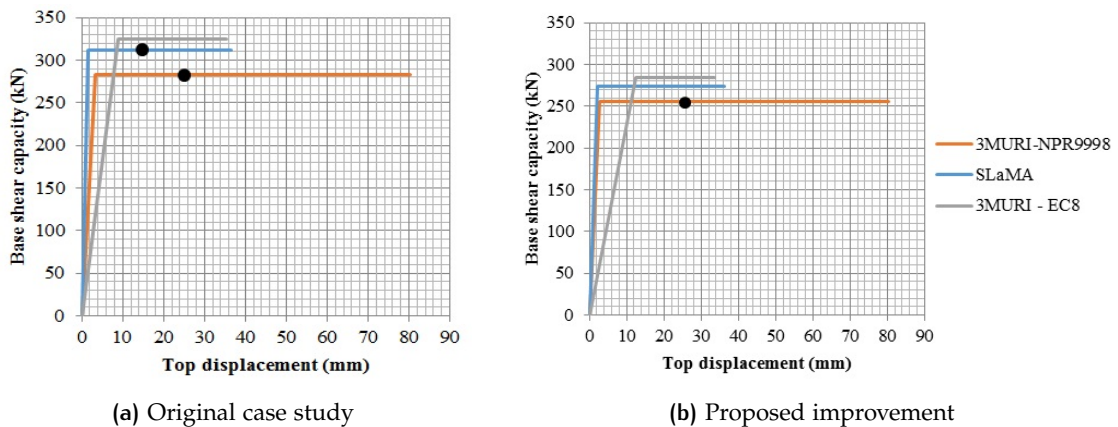 350
300
250
200
150
100
50
0
Base shear capacity (kN)
0 10 20 30 40 50 60 70 80 90
Top displacement (mm)
(a) Original case study
350
300
250
200
150
100
50
0
Base shear capacity (kN)
0 10 20 30 40 50 60 70 80 90
Top displacement (mm)
(b) Proposed improvement
3MURI-NPR9998
SLaMA
3MURI - EC8